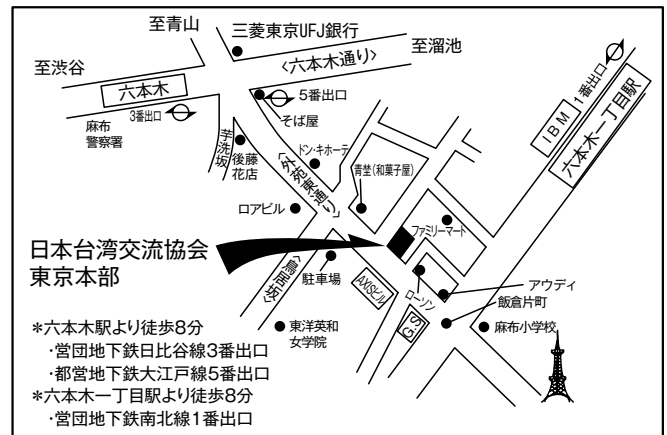 至青山
三菱東京UFJ銀行
至渋谷
〈六本木通り〉
至溜池
六本木
3番出口
麻布
警察署
5番出口
そば屋
芋洗坂
後藤
花店
ドン・キホーテ
〈外苑東通り〉
青埜(和菓子屋)
ロアビル
ファミリーマート
IBM
1番出口
六本木一丁目駅
日本台湾交流協会
東京本部
〈鳥居坂〉
駐車場
AXISビル
ローソン
アウディ
飯倉片町
GS
麻布小学校
東洋英和
女学院
*六本木駅より徒歩8分
・営団地下鉄日比谷線3番出口
・都営地下鉄大江戸線5番出口
*六本木一丁目駅より徒歩8分
・営団地下鉄南北線1番出口